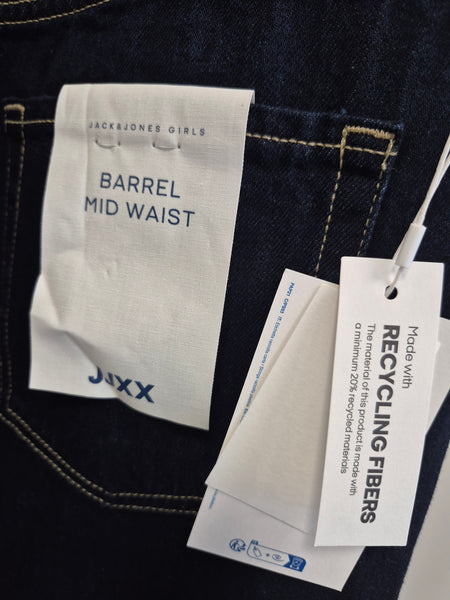 JACK&JONES GIRLS
BARREL
MID WAIST
JJXX
Made with
RECYCLING FIBERS
The material of this product is made with
a minimum 20% recycled materials